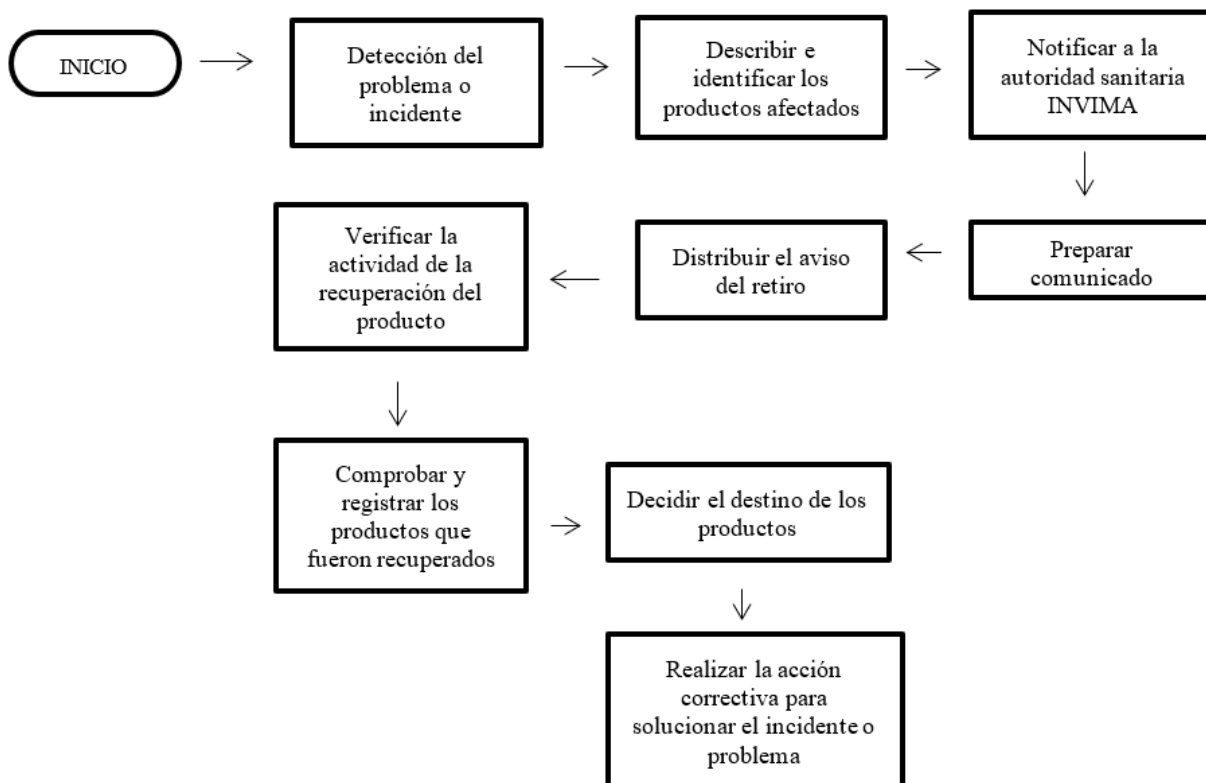 INICIO
Detección del
problema o
incidente
Describir e
identificar los
productos afectados
Notificar a la
autoridad sanitaria
INVIMA
Preparar
comunicado
Distribuir el aviso
del retiro
Verificar la
actividad de la
recuperación del
producto
Comprobar y
registrar los
productos que
fueron recuperados
Decidir el destino de los
productos
Realizar la acción
correctiva para
solucionar el incidente o
problema